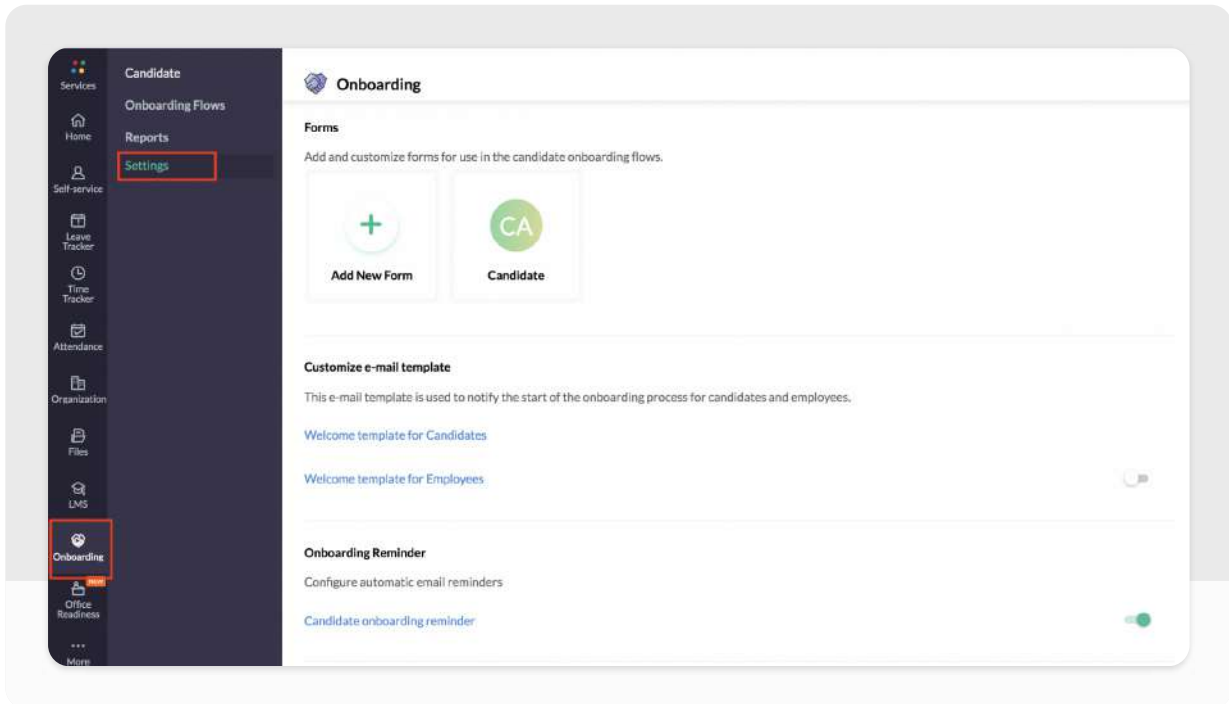 Services
Home
Self-service
Leave
Tracker
Time
Tracker
Attendance
Organization
Files
LMS
Onboarding
New
Office
Readiness
More
Candidate
Onboarding Flows
Reports
Settings
Onboarding
Forms
Add and customize forms for use in the candidate onboarding flows.
CA
Add New Form
Candidate
Customize e-mail template
This e-mail template is used to notify the start of the onboarding process for candidates and employees.
Welcome template for Candidates
Welcome template for Employees
Onboarding Reminder
Configure automatic email reminders
Candidate onboarding reminder